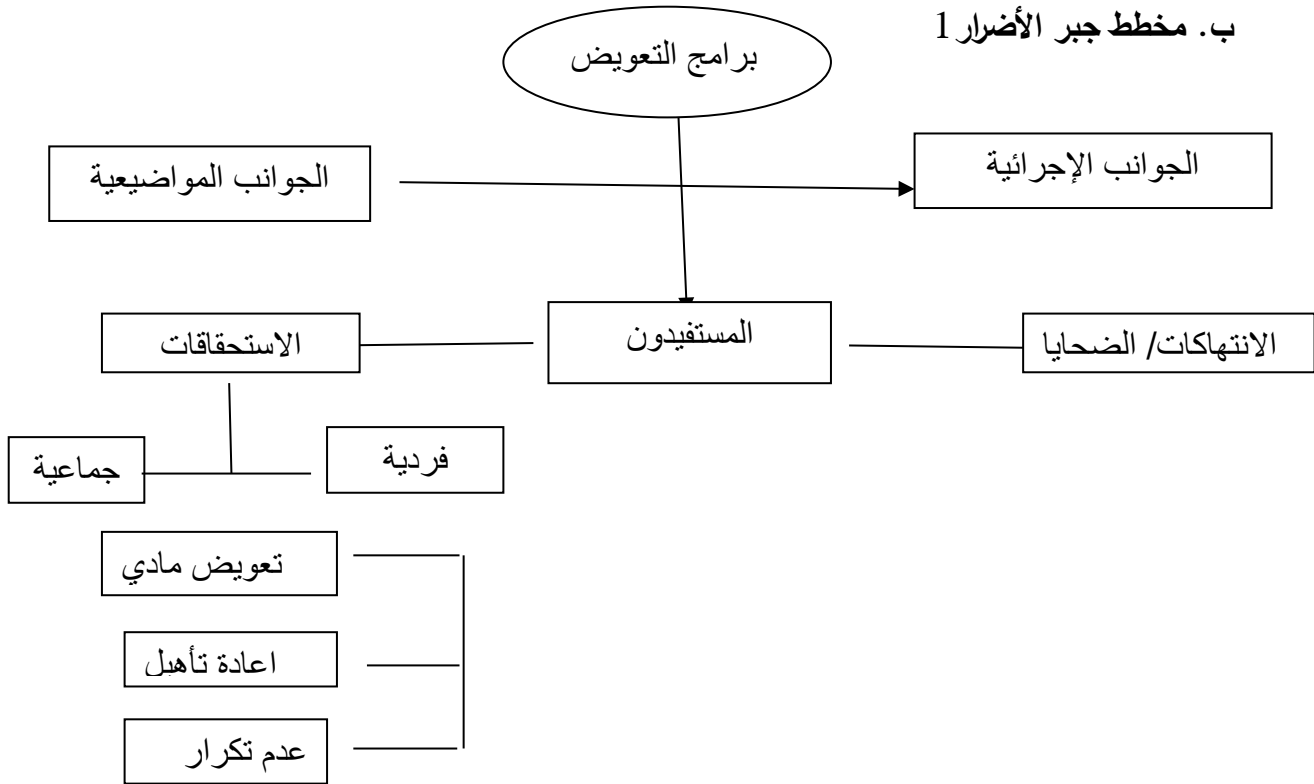 ب. مخطط جبر الأضرار 1
برامج التعويض
الجوانب الإجرائية
الجوانب المواضيعية
الانتهاكات/ الضحايا
المستفيدون
الاستحقاقات
فردية
جماعية
تعويض مادي
اعادة تأهيل
عدم تكرار